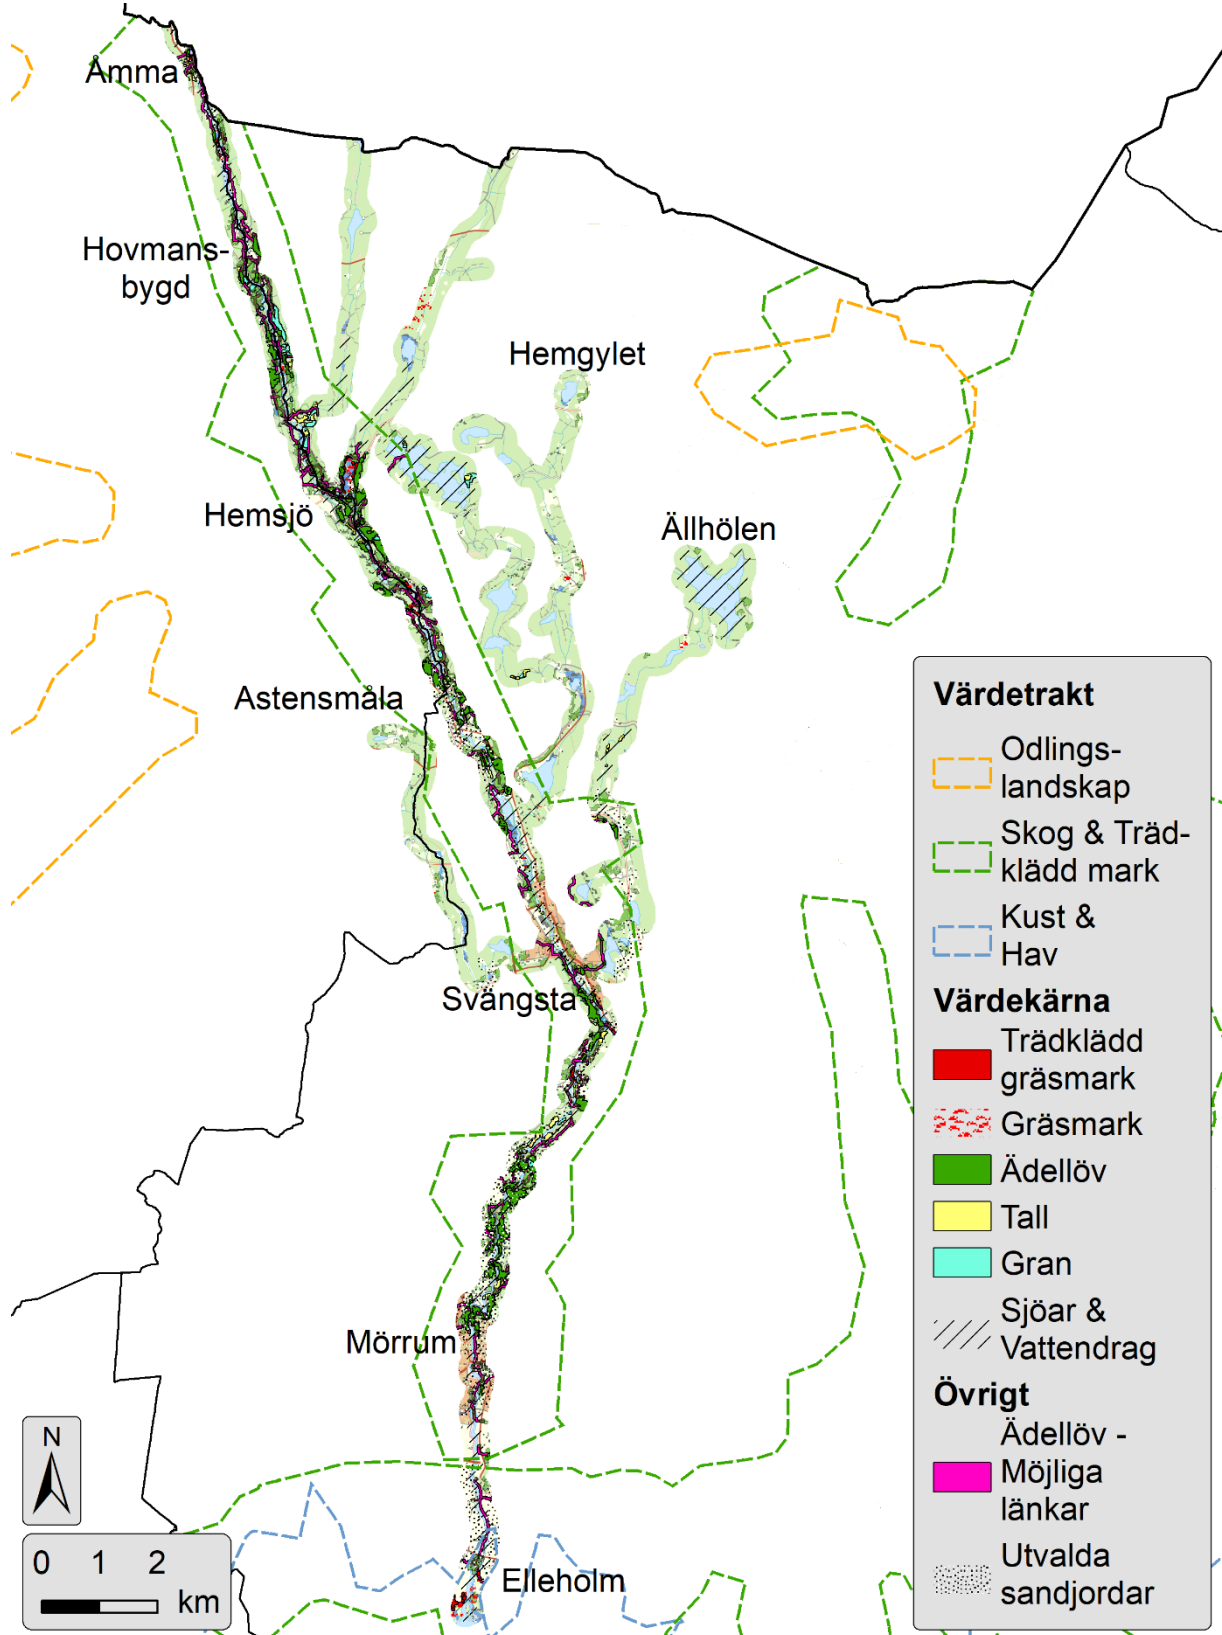 Åmma
Hovmans-
bygd
Hemgylet
Hemsjö
Ällhölen
Astensmåla
Svängsta
Mörrum
Elleholm
N
0 1 2
km
Värdetrakt
Odlings-
landskap
Skog & Träd-
klädd mark
Kust &
Hav
Värdekärna
Trädklädd
gräsmark
Gräsmark
Ädellöv
Tall
Gran
Sjöar &
Vattendrag
Övrigt
Ädellöv -
Möjliga
länkar
Utvalda
sandjordar